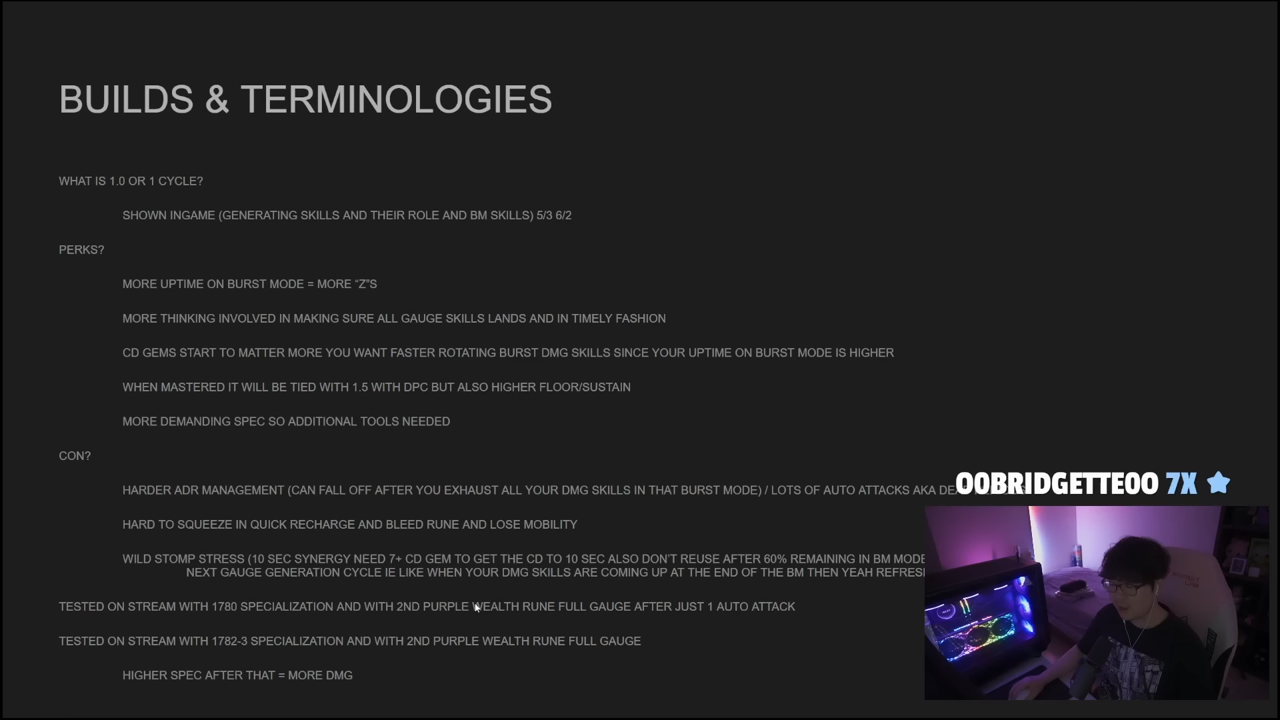 BUILDS & TERMINOLOGIES
WHAT IS 1.0 OR 1 CYCLE?
SHOWN INGAME (GENERATING SKILLS AND THEIR ROLE AND BM SKILLS) 5/3 6/2
PERKS?
MORE UPTIME ON BURST MODE = MORE “Z”S
MORE THINKING INVOLVED IN MAKING SURE ALL GAUGE SKILLS LANDS AND IN TIMELY FASHION
CD GEMS START TO MATTER MORE YOU WANT FASTER ROTATING BURST DMG SKILLS SINCE YOUR UPTIME ON BURST MODE IS HIGHER
WHEN MASTERED IT WILL BE TIED WITH 1.5 WITH DPC BUT ALSO HIGHER FLOOR/SUSTAIN
MORE DEMANDING SPEC SO ADDITIONAL TOOLS NEEDED
CON?
HARDER ADR MANAGEMENT (CAN FALL OFF AFTER YOU EXHAUST ALL YOUR DMG SKILLS IN THAT BURST MODE) / LOTS OF AUTO ATTACKS AKA
OOBRIDGETTEOO 7X
HARD TO SQUEEZE IN QUICK RECHARGE AND BLEED RUNE AND LOSE MOBILITY
WILD STOMP STRESS (10 SEC SYNERGY NEED 7+ CD GEM TO GET THE CD TO 10 SEC ALSO DON’T REUSE AFTER 60% REMAINING IN BM MODE
NEXT GAUGE GENERATION CYCLE IE LIKE WHEN YOUR DMG SKILLS ARE COMING UP AT THE END OF THE BM THEN YEAH
TESTED ON STREAM WITH 1780 SPECIALIZATION AND WITH 2ND PURPLE WEALTH RUNE FULL GAUGE AFTER JUST 1 AUTO ATTACK
TESTED ON STREAM WITH 1782-3 SPECIALIZATION AND WITH 2ND PURPLE WEALTH RUNE FULL GAUGE
HIGHER SPEC AFTER THAT = MORE DMG